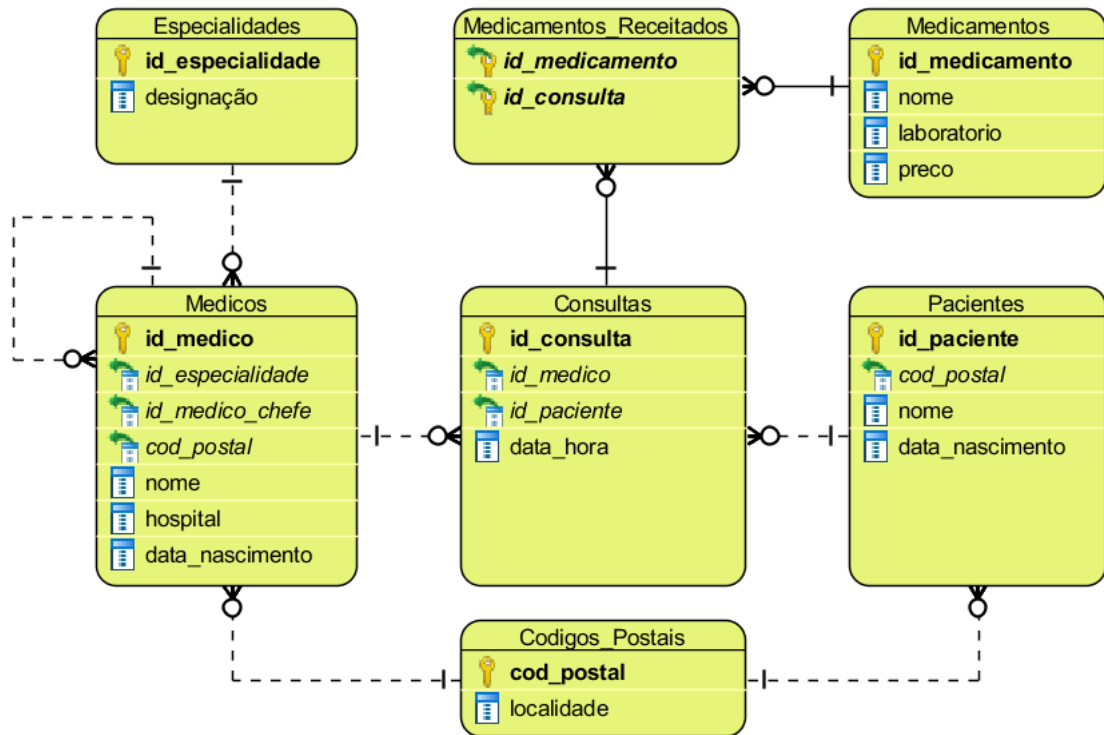 Especialidades
id_especialidade
designação
Medicamentos_Receitados
id_medicamento
id_consulta
Medicamentos
id_medicamento
nome
laboratorio
preco
Medicos
id_medico
id_especialidade
id_medico_chefe
cod_postal
nome
hospital
data_nascimento
Consultas
id_consulta
id_medico
id_paciente
data_hora
Pacientes
id_paciente
cod_postal
nome
data_nascimento
Codigos_Postais
cod_postal
localidade